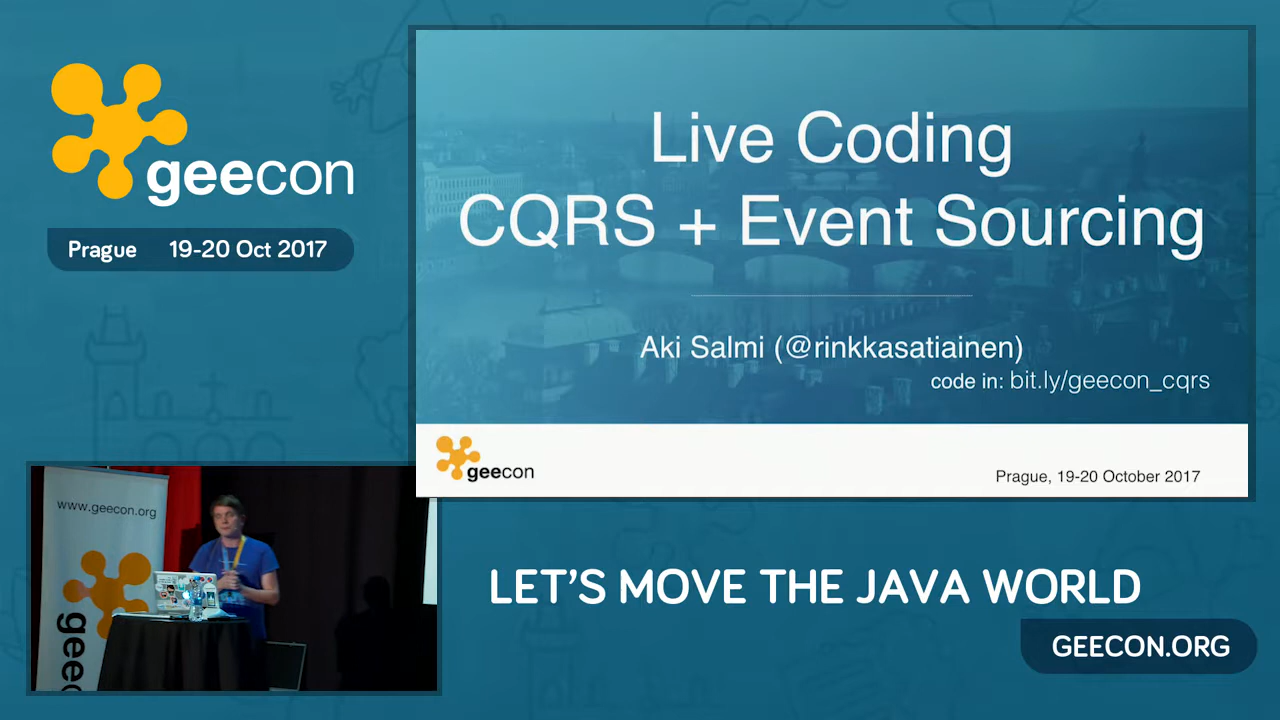 geecon
Prague 19-20 Oct 2017
Live Coding
CQRS + Event Sourcing
Aki Salmi (@rinkkasatiainen)
code in: bit.ly/geecon_cqrs
geecon
Prague, 19-20 October 2017
www.geecon.org
geec
LET'S MOVE THE JAVA WORLD
GEECON.ORG